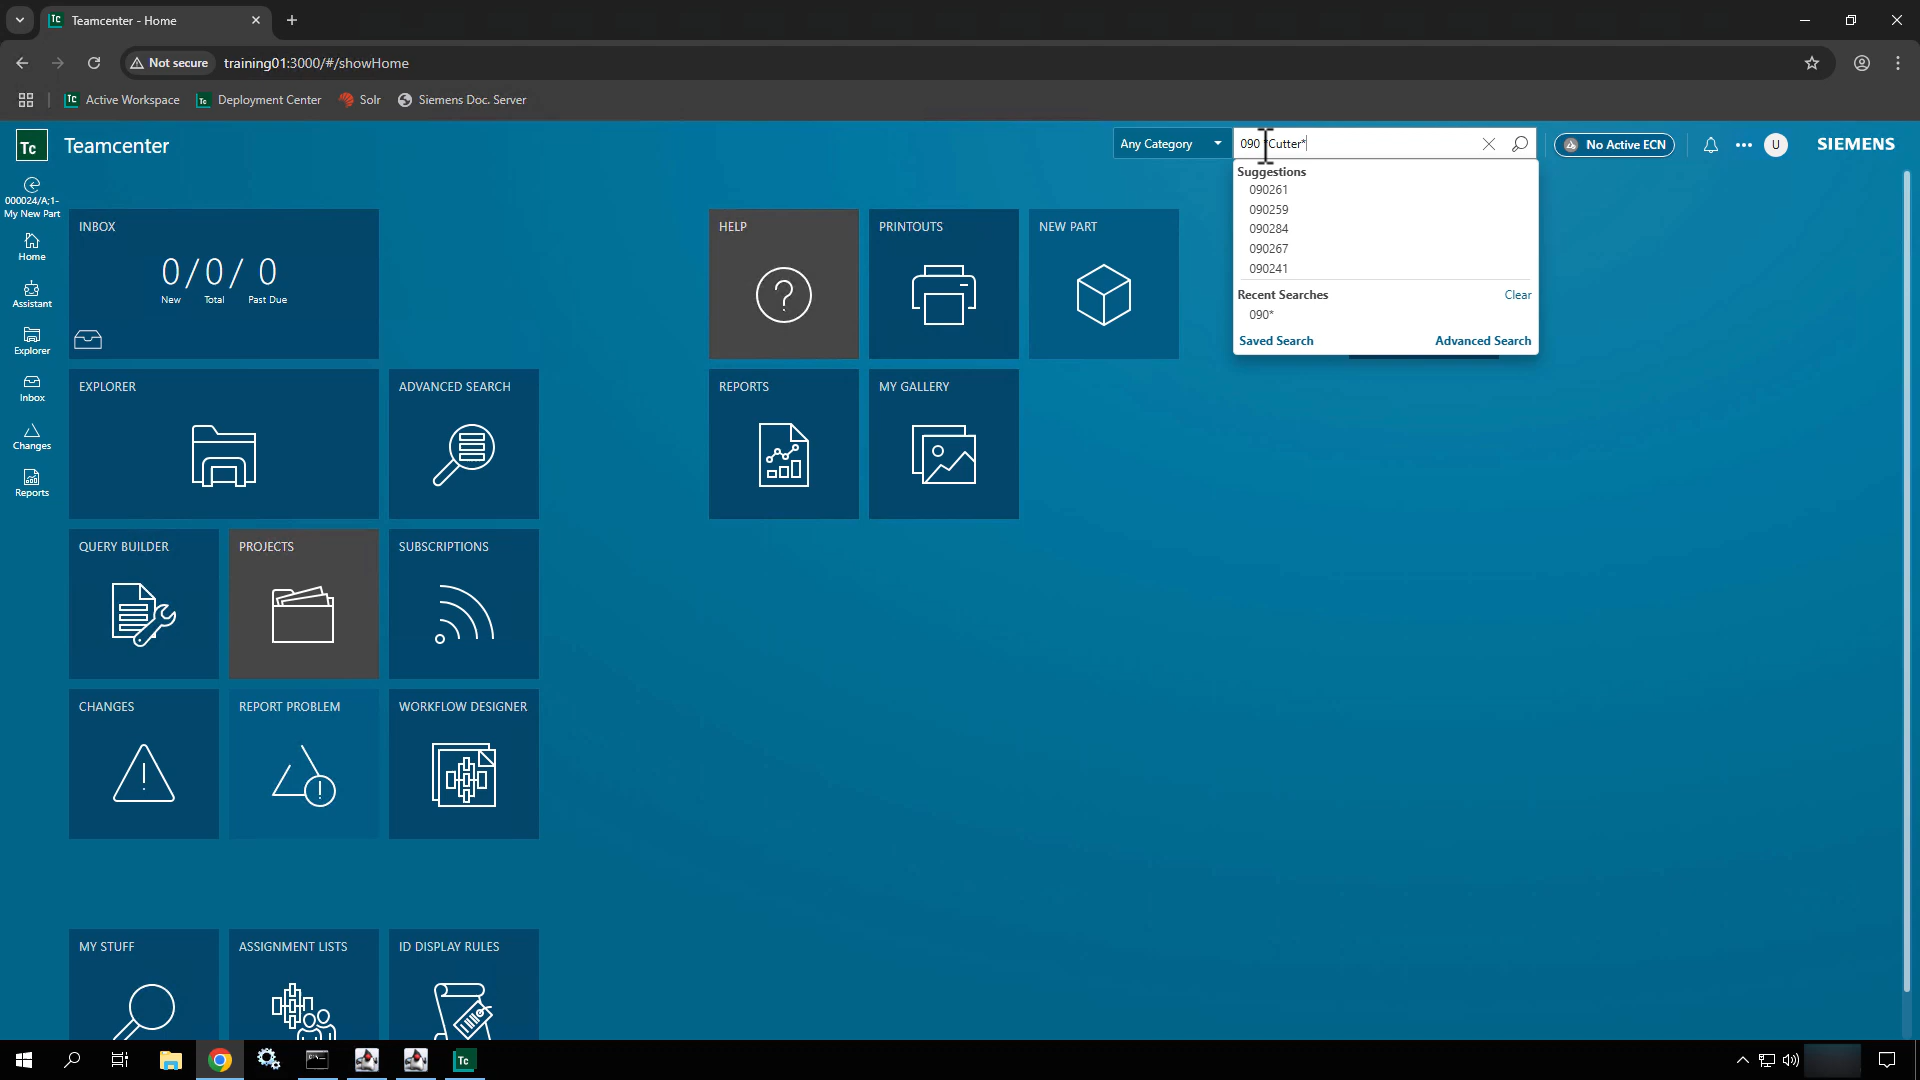 Teamcenter - Home
Not secure
training01:3000/#/showHome
Active Workspace
Deployment Center
Solr
Siemens Doc. Server
Tc
Teamcenter
Any Category
090 *Cutter*
No Active ECN
U
SIEMENS
Suggestions
090261
090259
090284
090267
090241
Recent Searches
Clear
090*
Saved Search
Advanced Search
000024/A;1-
My New Part
Home
Assistant
Explorer
Inbox
Changes
Reports
INBOX
0/0/ 0
New
Total
Past Due
HELP
PRINTOUTS
NEW PART
EXPLORER
ADVANCED SEARCH
REPORTS
MY GALLERY
QUERY BUILDER
PROJECTS
SUBSCRIPTIONS
CHANGES
REPORT PROBLEM
WORKFLOW DESIGNER
MY STUFF
ASSIGNMENT LISTS
ID DISPLAY RULES
Tc